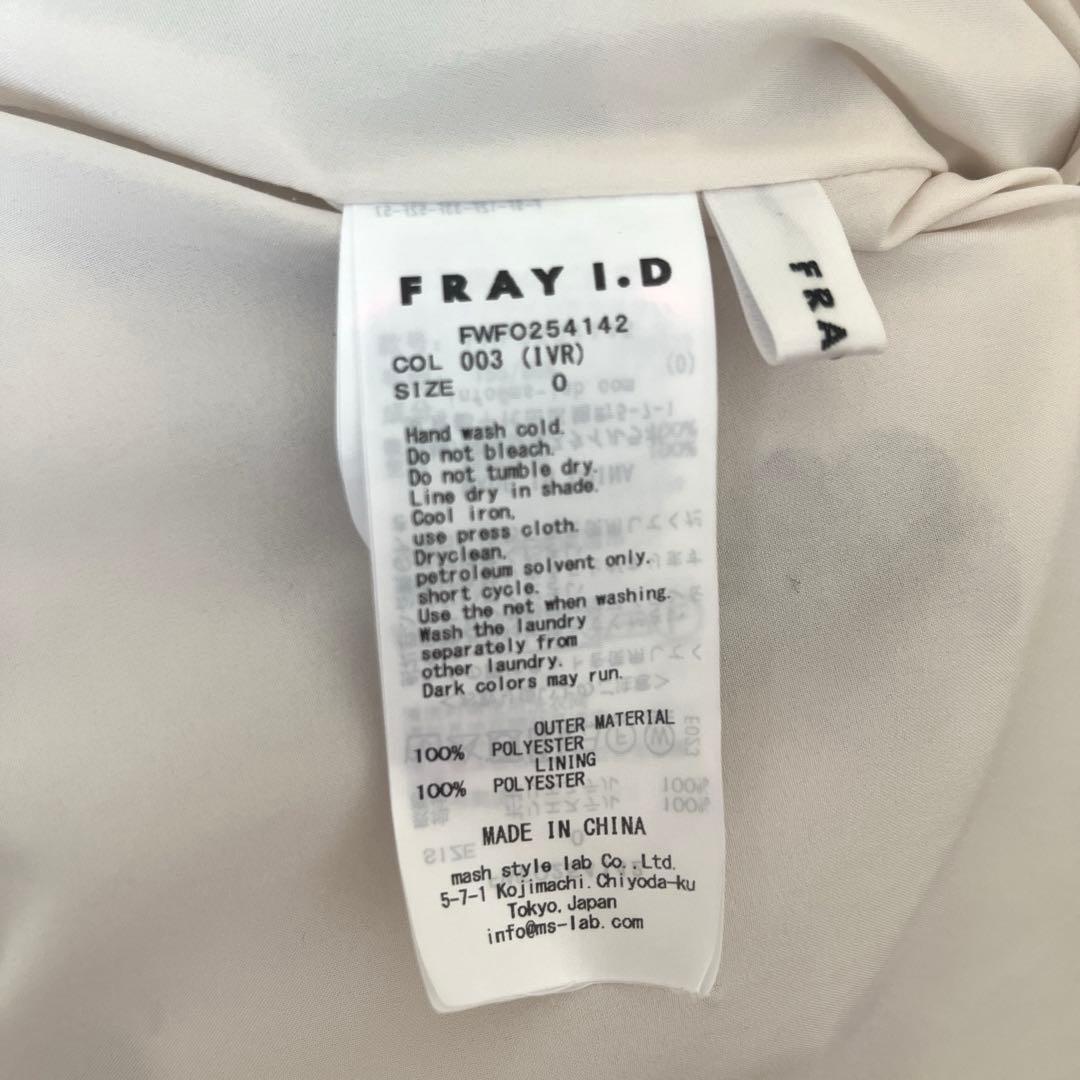 FRAY I.D
FWFO254142
COL 003 (IVR)
SIZE 0
Hand wash cold.
Do not bleach.
Do not tumble dry.
Line dry in shade.
Cool iron,
use press cloth.
Dryclean,
petroleum solvent only.
short cycle.
Use the net when washing.
Wash the laundry
separately from
other laundry.
Dark colors may run.
OUTER MATERIAL
100% POLYESTER
LINING
100% POLYESTER
MADE IN CHINA
mash style lab Co.,Ltd.
5-7-1 Kojimachi.Chiyoda-ku
Tokyo.Japan
info@ms-lab.com
FRA